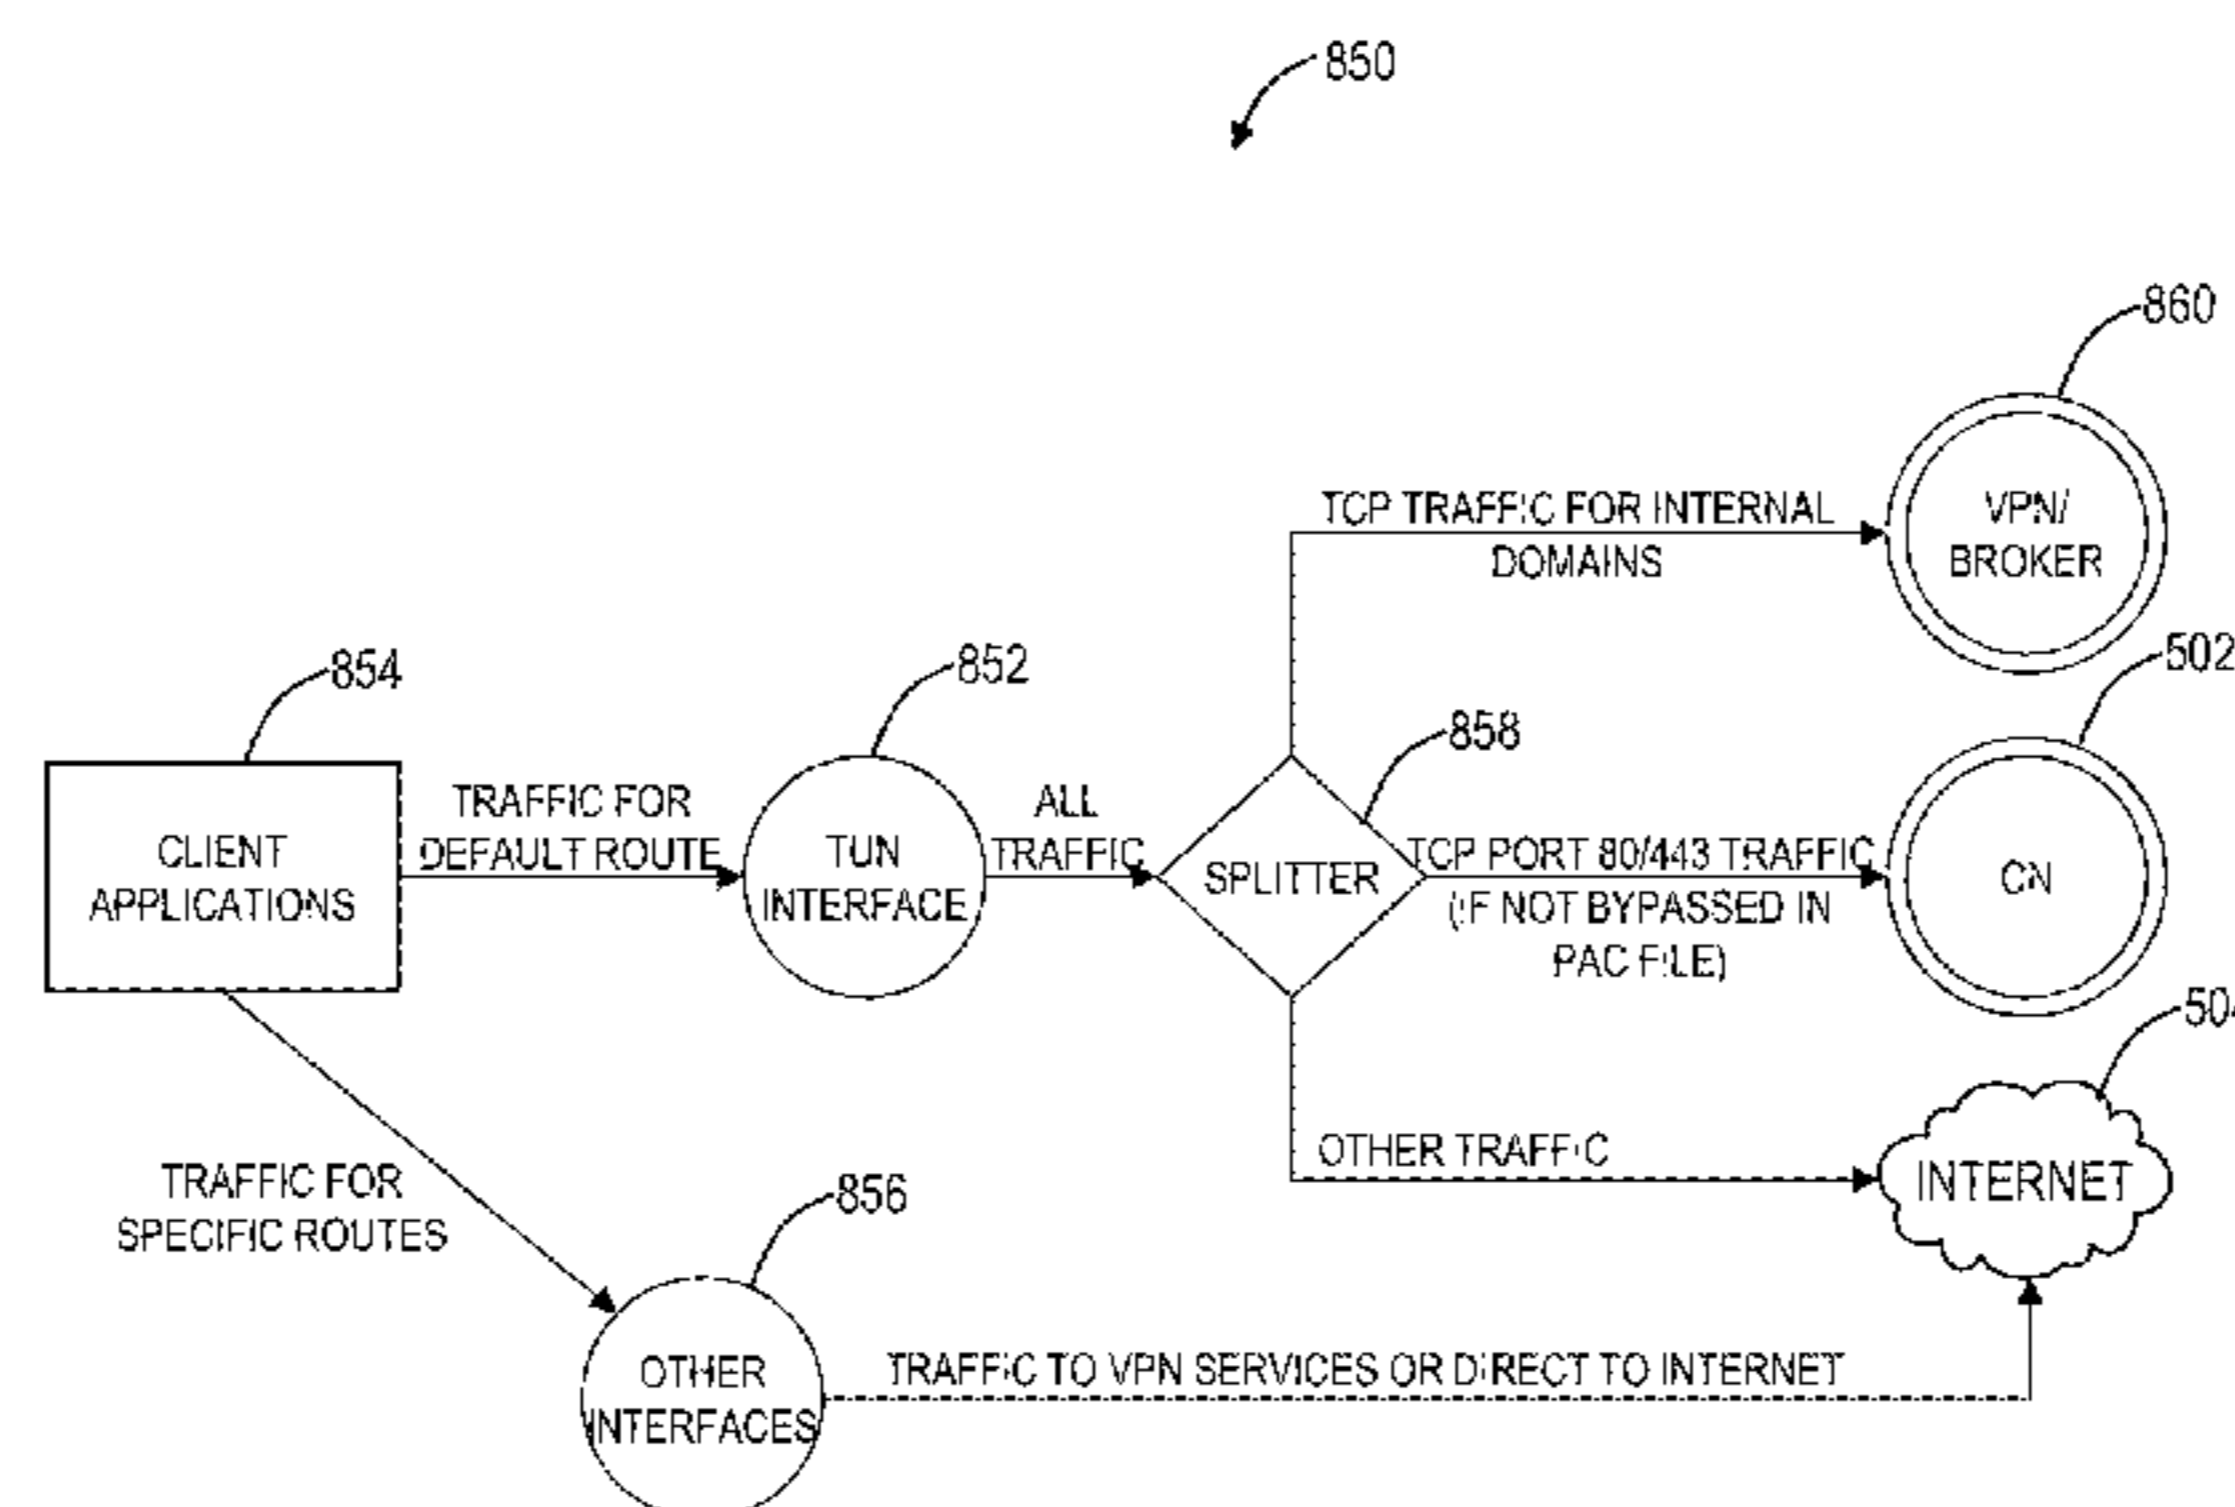 850
860
VPN/
BROKER
TCP TRAFFIC FOR INTERNAL
DOMAINS
502
854
852
858
CLIENT
APPLICATIONS
TRAFFIC FOR
DEFAULT ROUTE
TUN
INTERFACE
ALL
TRAFFIC
SPLITTER
TCP PORT 80/443 TRAFFIC
(IF NOT BYPASSED IN
PAC FILE)
CN
OTHER TRAFFIC
INTERNET
TRAFFIC FOR
SPECIFIC ROUTES
856
OTHER
INTERFACES
TRAFFIC TO VPN SERVICES OR DIRECT TO INTERNET